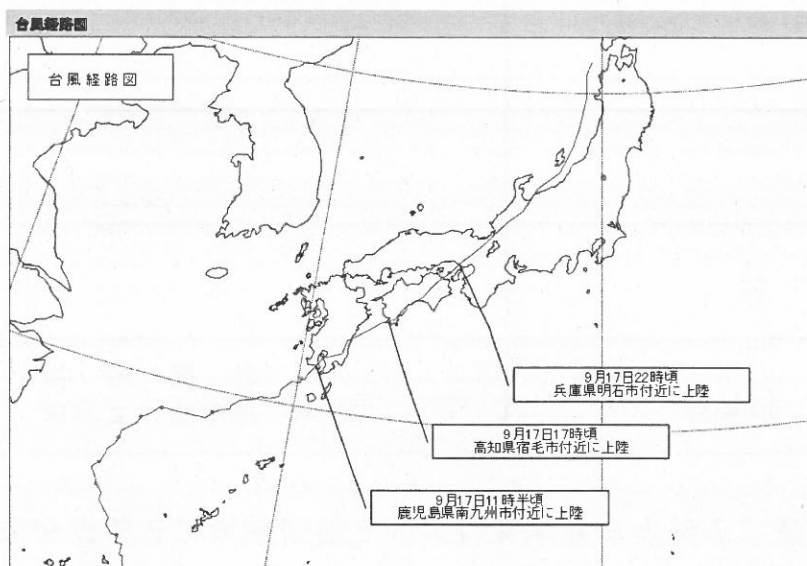 台風経路図
台風経路図
9月17日22時頃
兵庫県明石市付近に上陸
9月17日17時頃
高知県宿毛市付近に上陸
9月17日11時半頃
鹿児島県南九州市付近に上陸